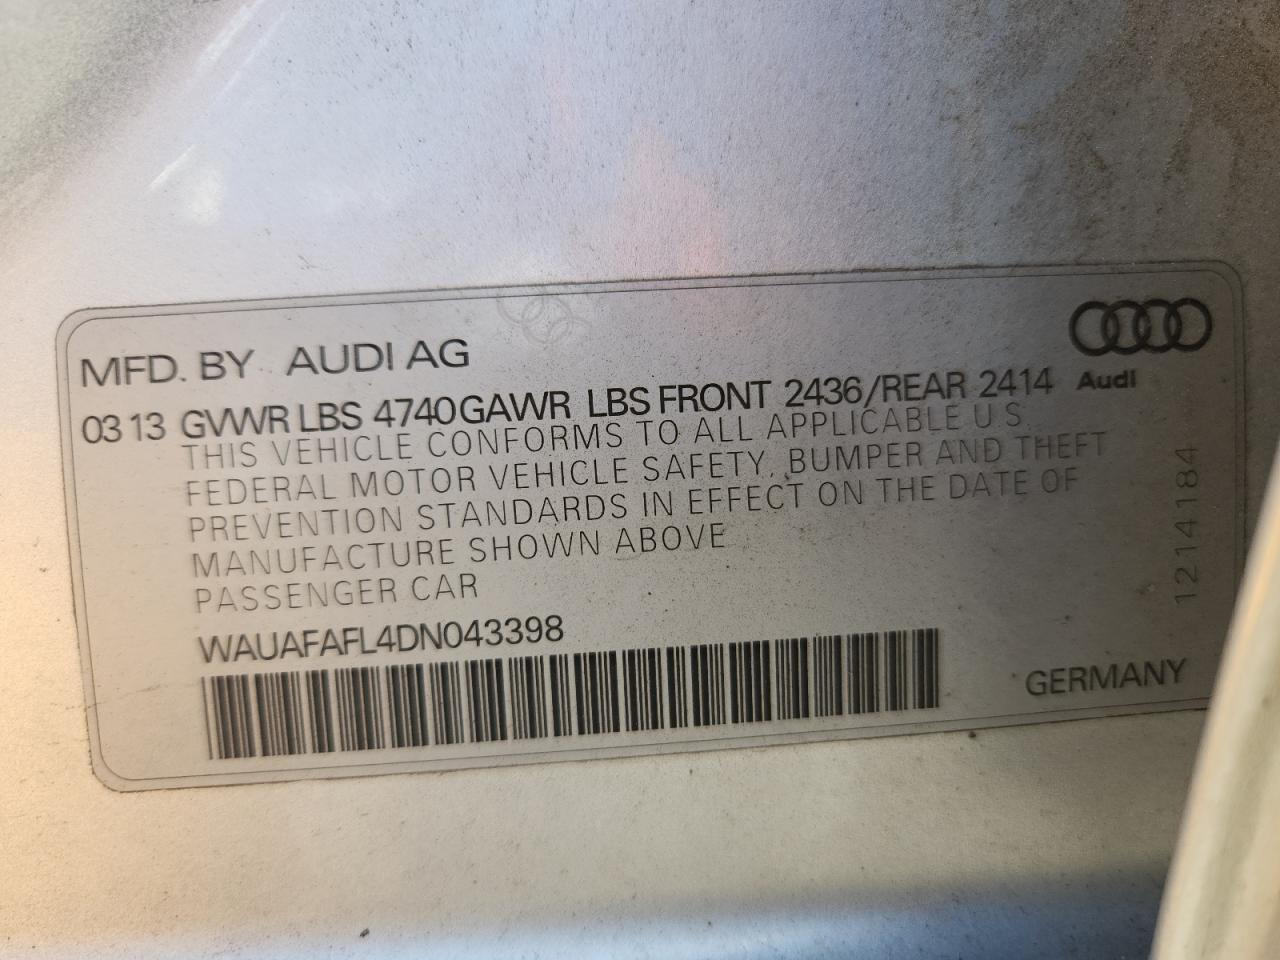 MFD. BY AUDI AG
Audi
03 13 GVWR LBS 4740 GAWR LBS FRONT 2436/REAR 2414
THIS VEHICLE CONFORMS TO ALL APPLICABLE U S
FEDERAL MOTOR VEHICLE SAFETY, BUMPER AND THEFT
PREVENTION STANDARDS IN EFFECT ON THE DATE OF
MANUFACTURE SHOWN ABOVE
PASSENGER CAR
WAUAFAFL4DN043398
GERMANY
1214184